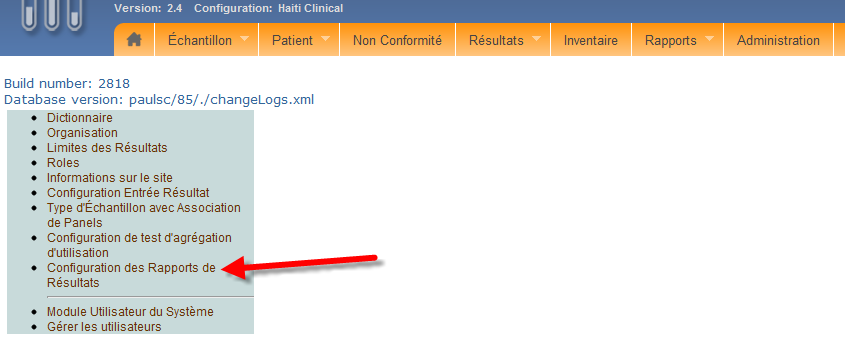 Version: 2.4 Configuration: Haiti Clinical
Échantillon Patient Non Conformité Résultats Inventaire Rapports Administration
Build number: 2818
Database version: paulsc/85/./changeLogs.xml
Dictionnaire
Organisation
Limites des Résultats
Roles
Informations sur le site
Configuration Entrée Résultat
Type d'Échantillon avec Association
de Panels
Configuration de test d'agrégation
d'utilisation
Configuration des Rapports de
Résultats
Module Utilisateur du Système
Gérer les utilisateurs